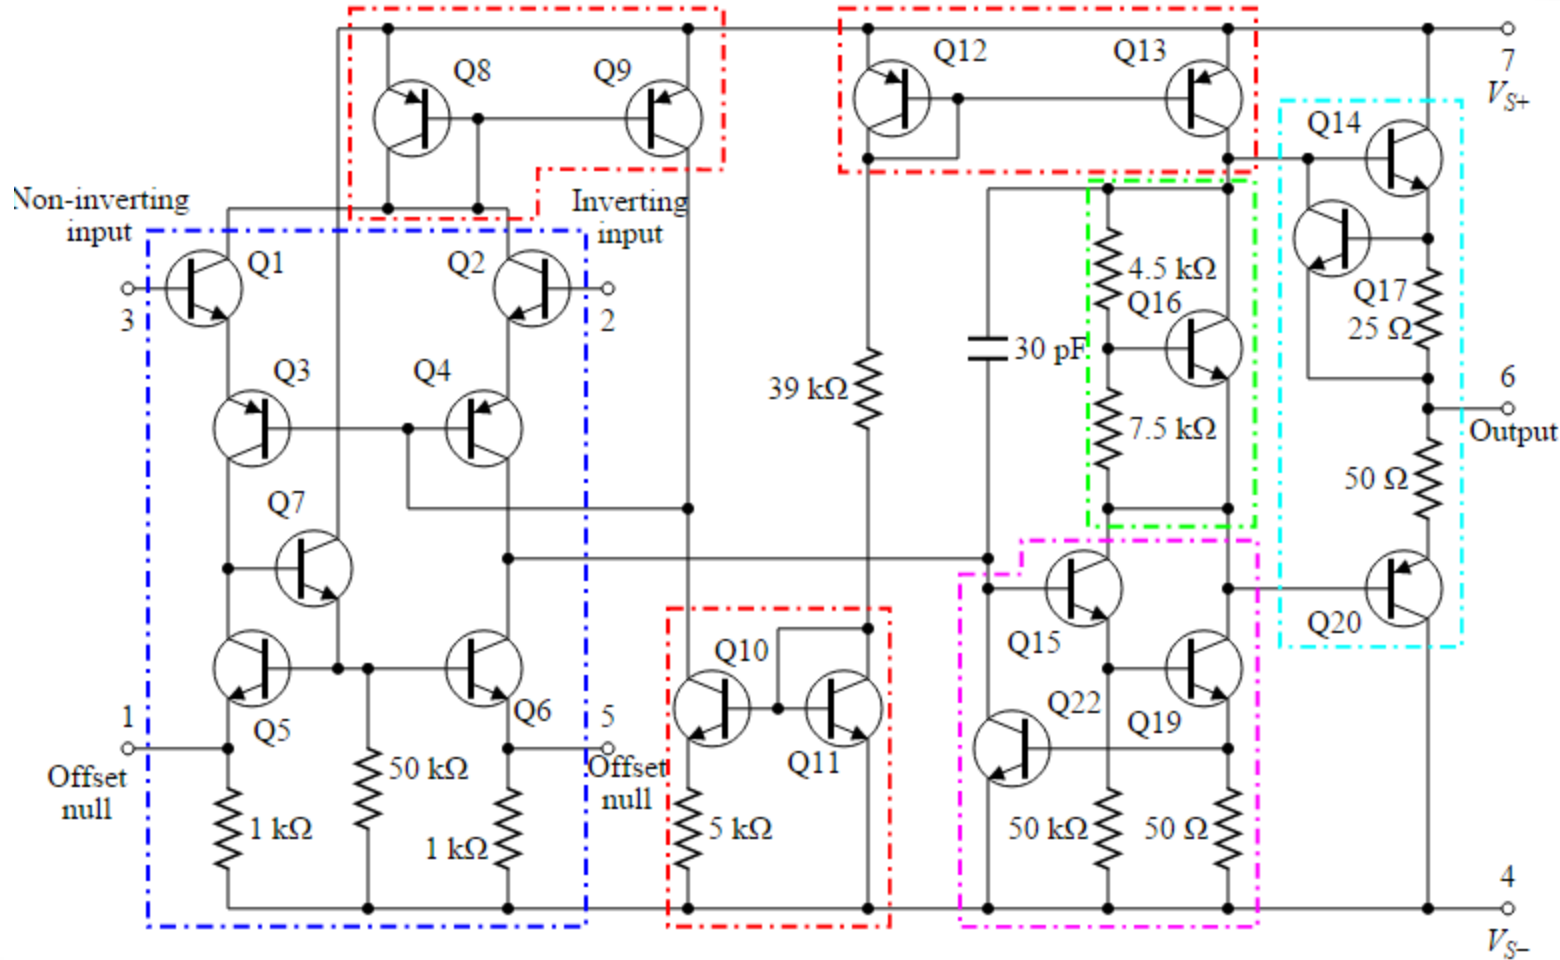 Q8
Q9
Q12
Q13
7
V_S+
Q14
Non-inverting
input
Inverting
input
Q1
Q2
3
2
4.5 kΩ
Q16
Q17
25 Ω
30 pF
Q3
Q4
39 kΩ
6
Output
7.5 kΩ
50 Ω
Q7
Q15
Q20
Q10
Q22
Q19
1
Q5
Q6
5
Q11
Offset
null
Offset
null
50 kΩ
1 kΩ
1 kΩ
5 kΩ
50 kΩ
50 Ω
4
V_S–